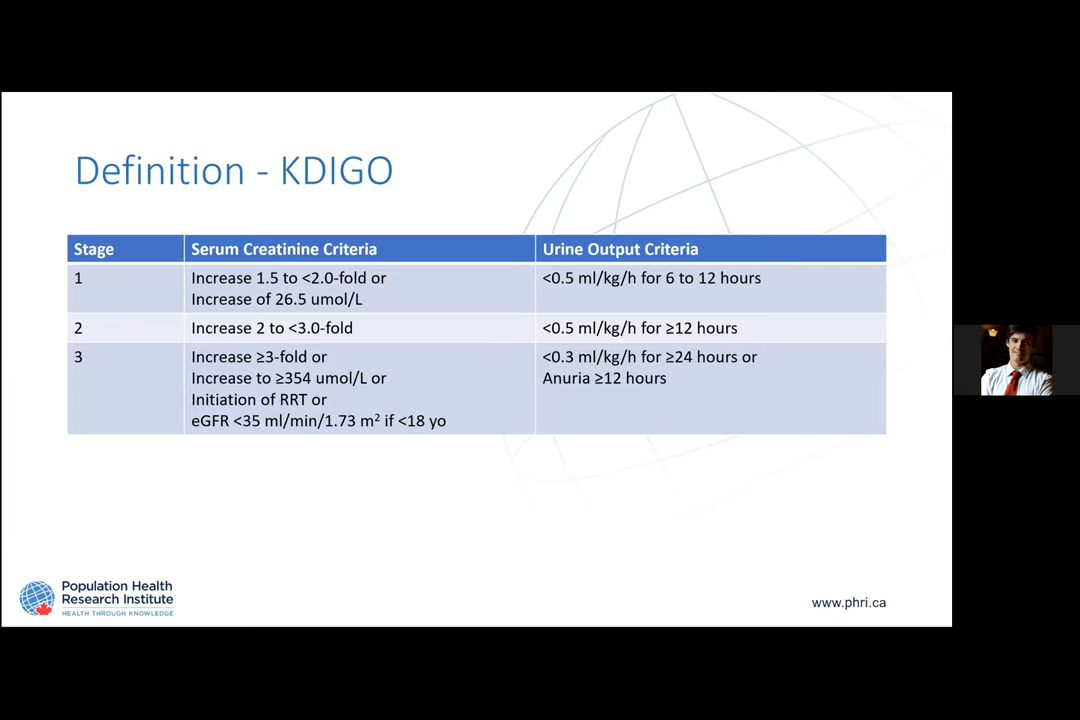 Definition - KDIGO
Stage Serum Creatinine Criteria Urine Output Criteria
1 Increase 1.5 to <2.0-fold or <0.5 ml/kg/h for 6 to 12 hours
Increase of 26.5 umol/L
2 Increase 2 to <3.0-fold <0.5 ml/kg/h for ≥12 hours
3 Increase ≥3-fold or <0.3 ml/kg/h for ≥24 hours or
Increase to ≥354 umol/L or Anuria ≥12 hours
Initiation of RRT or
eGFR <35 ml/min/1.73 m² if <18 yo
Population Health
Research Institute
HEALTH THROUGH KNOWLEDGE
www.phri.ca